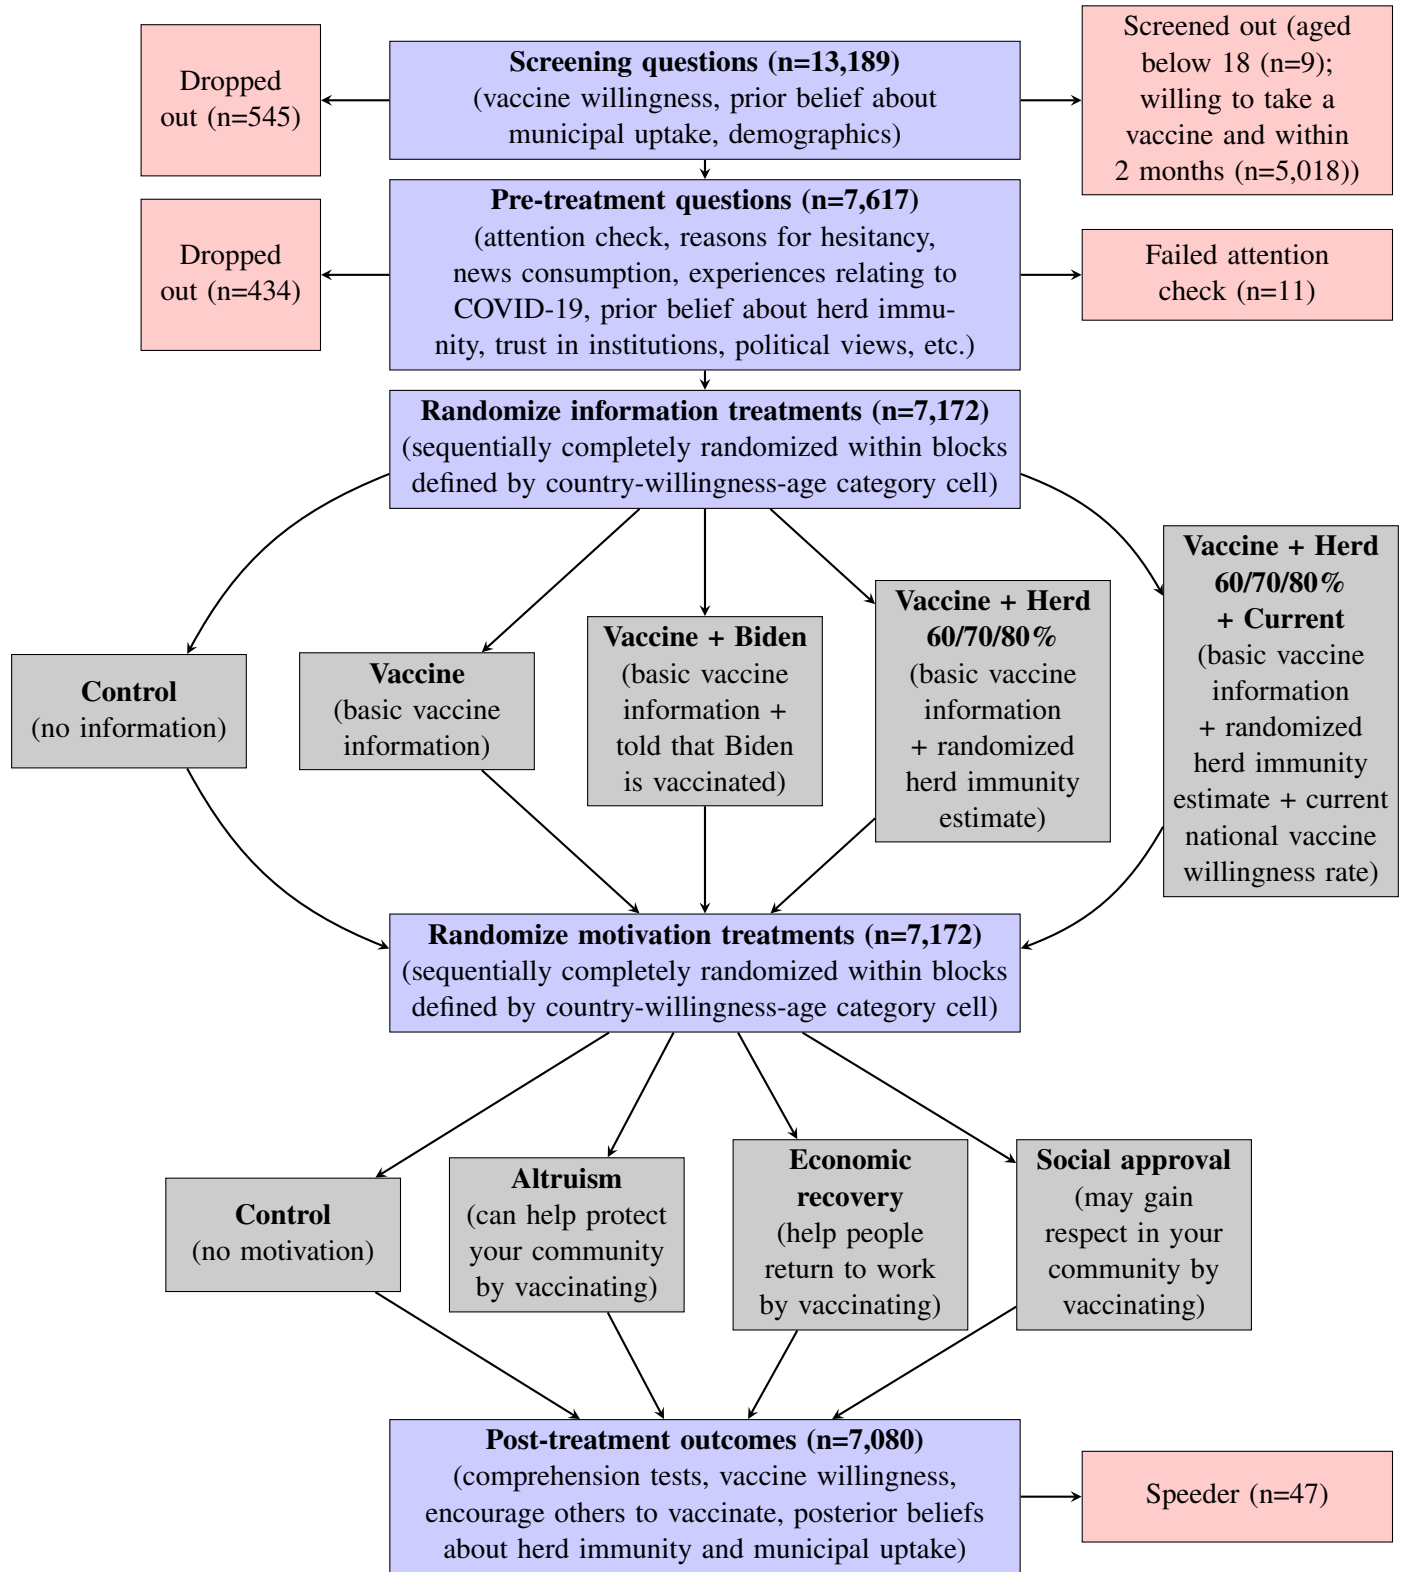 Dropped
out (n=545)
Screening questions (n=13,189)
(vaccine willingness, prior belief about
municipal uptake, demographics)
Screened out (aged
below 18 (n=9);
willing to take a
vaccine and within
2 months (n=5,018))
Dropped
out (n=434)
Pre-treatment questions (n=7,617)
(attention check, reasons for hesitancy,
news consumption, experiences relating to
COVID-19, prior belief about herd immu-
nity, trust in institutions, political views, etc.)
Failed attention
check (n=11)
Randomize information treatments (n=7,172)
(sequentially completely randomized within blocks
defined by country-willingness-age category cell)
Control
(no information)
Vaccine
(basic vaccine
information)
Vaccine + Biden
(basic vaccine
information +
told that Biden
is vaccinated)
Vaccine + Herd
60/70/80%
(basic vaccine
information
+ randomized
herd immunity
estimate)
Vaccine + Herd
60/70/80%
+ Current
(basic vaccine
information
+ randomized
herd immunity
estimate + current
national vaccine
willingness rate)
Randomize motivation treatments (n=7,172)
(sequentially completely randomized within blocks
defined by country-willingness-age category cell)
Control
(no motivation)
Altruism
(can help protect
your community
by vaccinating)
Economic
recovery
(help people
return to work
by vaccinating)
Social approval
(may gain
respect in your
community by
vaccinating)
Post-treatment outcomes (n=7,080)
(comprehension tests, vaccine willingness,
encourage others to vaccinate, posterior beliefs
about herd immunity and municipal uptake)
Speeder (n=47)